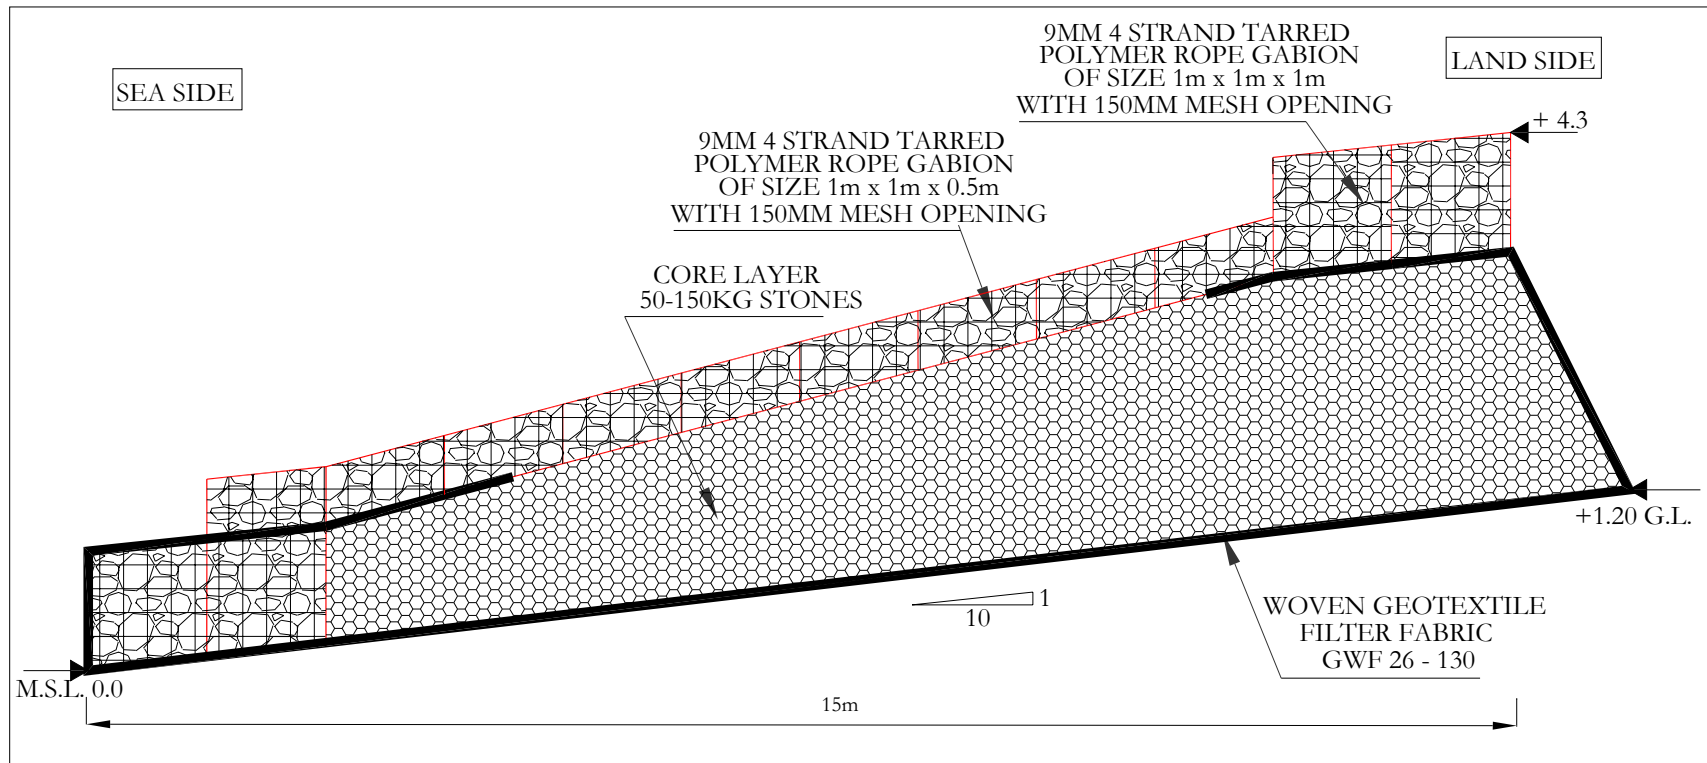 9MM 4 STRAND TARRED
POLYMER ROPE GABION
OF SIZE 1m x 1m x 1m
WITH 150MM MESH OPENING
LAND SIDE
SEA SIDE
+ 4.3
9MM 4 STRAND TARRED
POLYMER ROPE GABION
OF SIZE 1m x 1m x 0.5m
WITH 150MM MESH OPENING
CORE LAYER
50-150KG STONES
+1.20 G.L.
1
10
WOVEN GEOTEXTILE
FILTER FABRIC
GWF 26 - 130
M.S.L. 0.0
15m